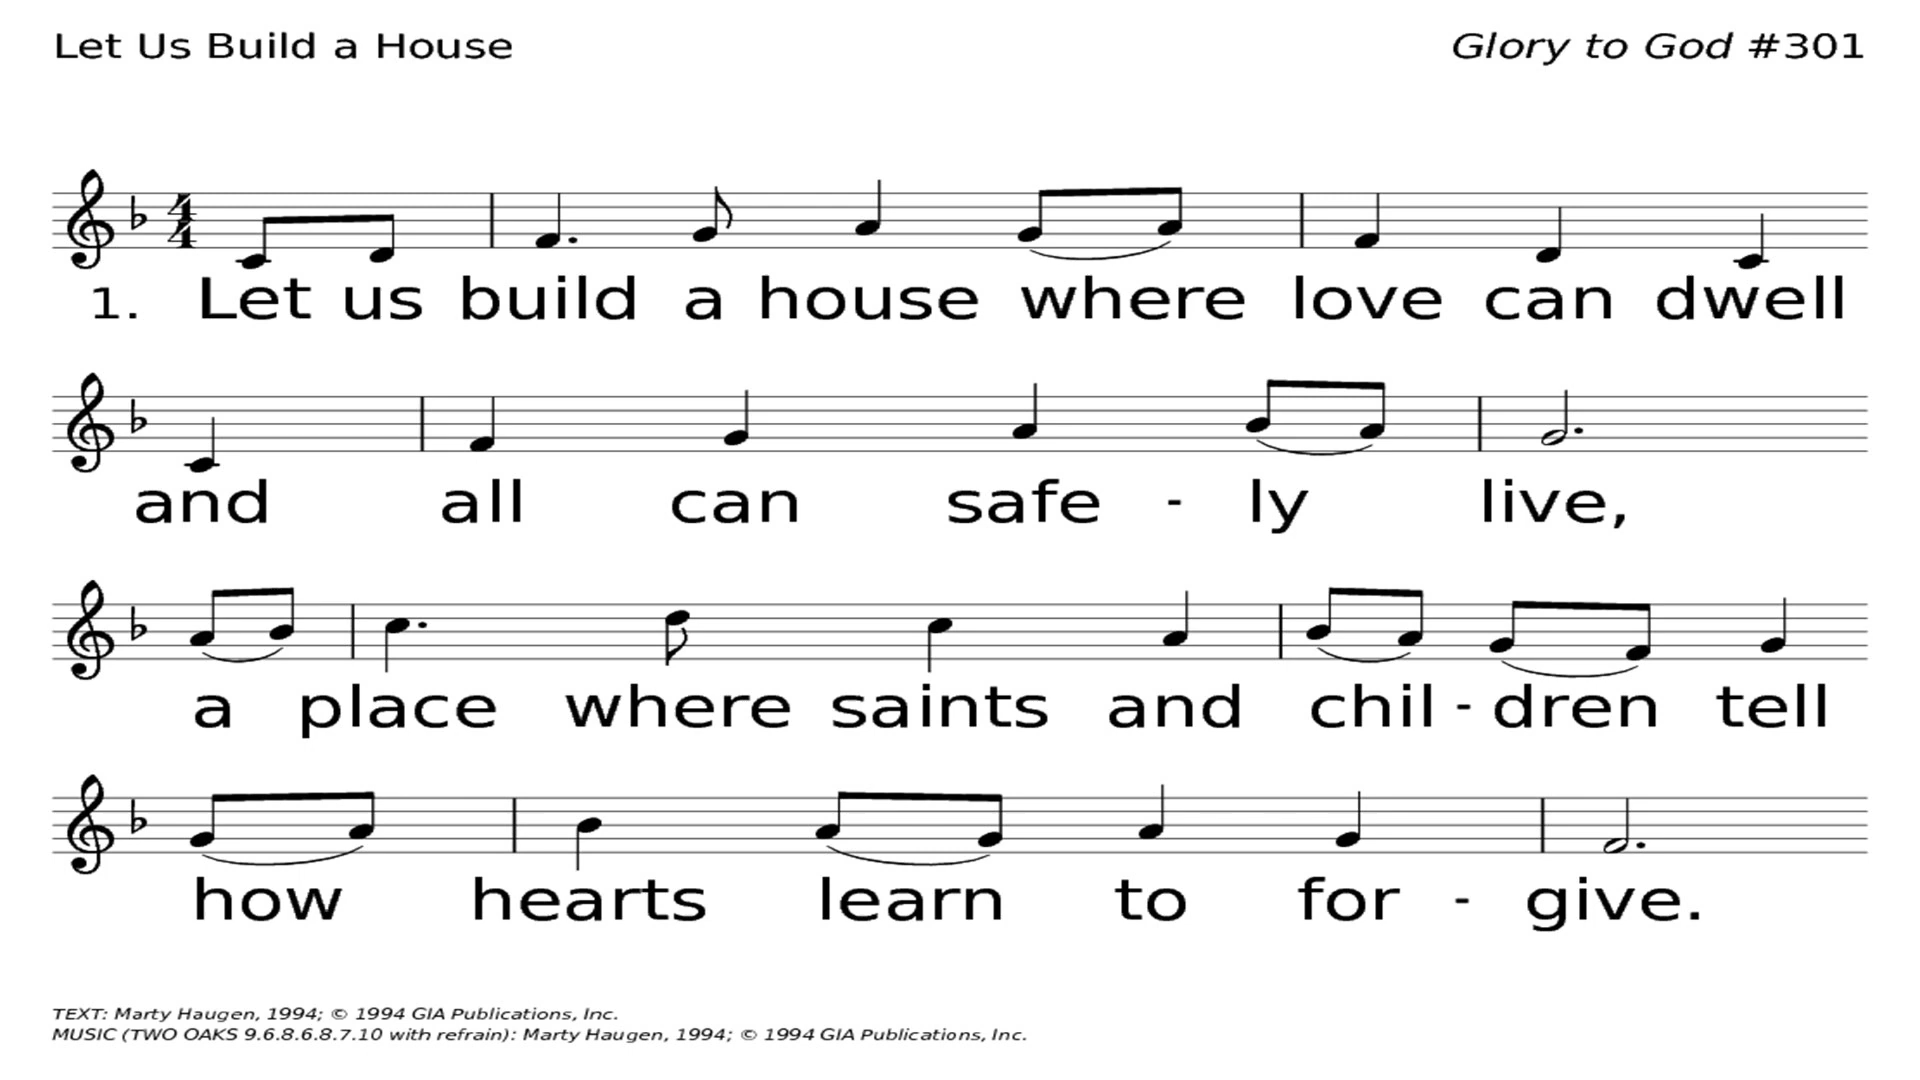 Let Us Build a House
Glory to God #301
4
4
1. Let us build a house where love can dwell
and all can safe - ly live,
a place where saints and chil - dren tell
how hearts learn to for - give.
TEXT: Marty Haugen, 1994; © 1994 GIA Publications, Inc.
MUSIC (TWO OAKS 9.6.8.6.8.7.10 with refrain): Marty Haugen, 1994; © 1994 GIA Publications, Inc.